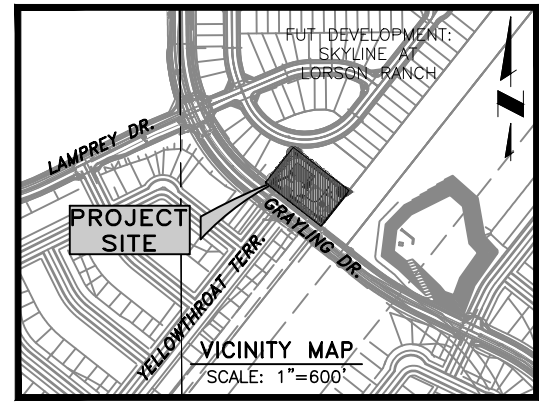 FUT DEVELOPMENT:
SKYLINE AT
LORSON RANCH
N
LAMPREY DR.
PROJECT
SITE
GRAYLING DR.
YELLOWTHROAT TERR.
VICINITY MAP
SCALE: 1"=600'